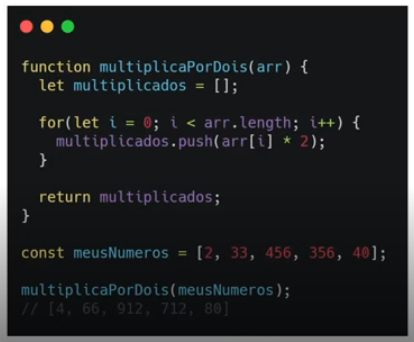 function multiplicaPorDois(arr) {
let multiplicados = [];
for(let i = 0; i < arr.length; i++) {
multiplicados.push(arr[i] * 2);
}
return multiplicados;
}
const meusNumeros = [2, 33, 456, 356, 40];
multiplicaPorDois(meusNumeros);
// [4, 66, 912, 712, 80]